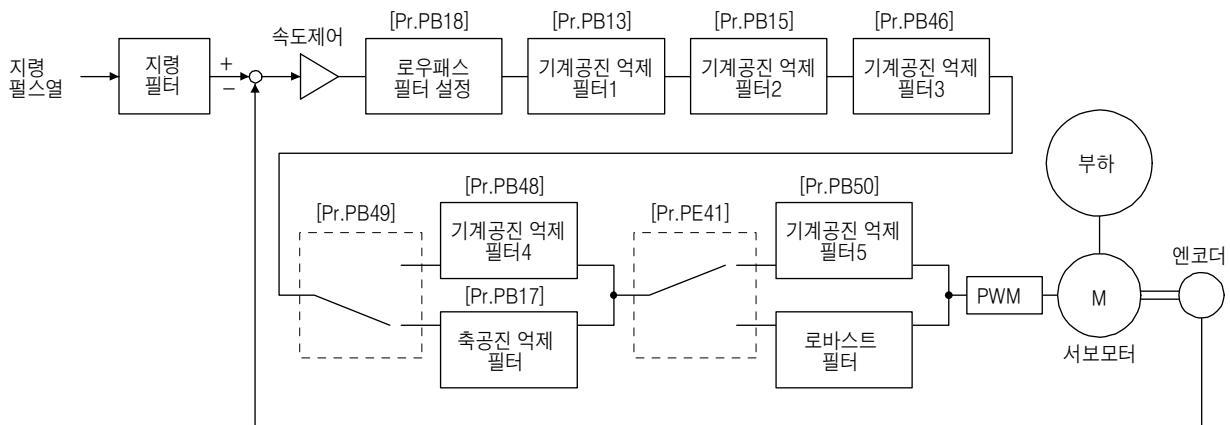 [Pr.PB18]
[Pr.PB13]
[Pr.PB15]
[Pr.PB46]
속도제어
지령
펄스열
지령
필터
+
−
로우패스
필터 설정
기계공진 억제
필터1
기계공진 억제
필터2
기계공진 억제
필터3
부하
[Pr.PB49]
[Pr.PB48]
기계공진 억제
필터4
[Pr.PB17]
축공진 억제
필터
[Pr.PE41]
[Pr.PB50]
기계공진 억제
필터5
로바스트
필터
PWM
M
서보모터
엔코더